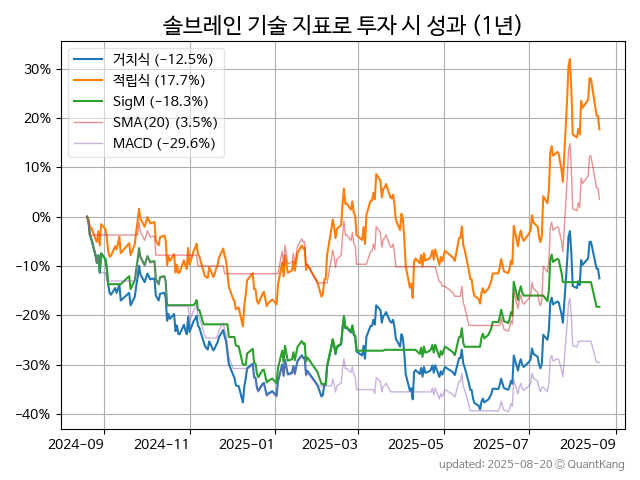 솔브레인 기술 지표로 투자 시 성과 (1년)
거치식 (−12.5%)
적립식 (17.7%)
SigM (−18.3%)
SMA(20) (3.5%)
MACD (−29.6%)
30%
20%
10%
0%
−10%
−20%
−30%
−40%
2024-09 2024-11 2025-01 2025-03 2025-05 2025-07 2025-09
updated: 2025-08-20 © QuantKang